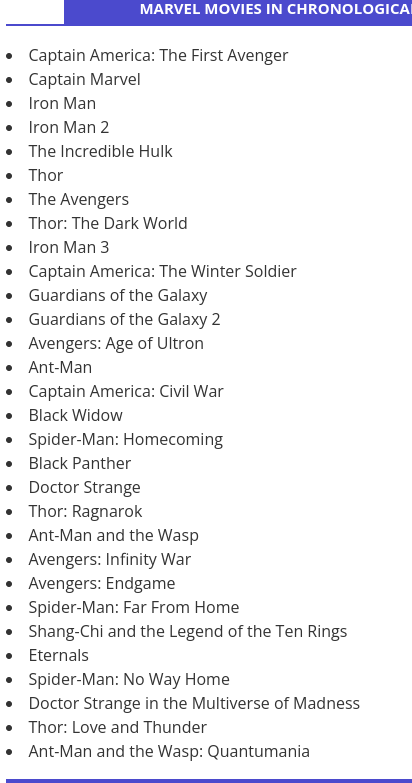 MARVEL MOVIES IN CHRONOLOGICAL
Captain America: The First Avenger
Captain Marvel
Iron Man
Iron Man 2
The Incredible Hulk
Thor
The Avengers
Thor: The Dark World
Iron Man 3
Captain America: The Winter Soldier
Guardians of the Galaxy
Guardians of the Galaxy 2
Avengers: Age of Ultron
Ant-Man
Captain America: Civil War
Black Widow
Spider-Man: Homecoming
Black Panther
Doctor Strange
Thor: Ragnarok
Ant-Man and the Wasp
Avengers: Infinity War
Avengers: Endgame
Spider-Man: Far From Home
Shang-Chi and the Legend of the Ten Rings
Eternals
Spider-Man: No Way Home
Doctor Strange in the Multiverse of Madness
Thor: Love and Thunder
Ant-Man and the Wasp: Quantumania